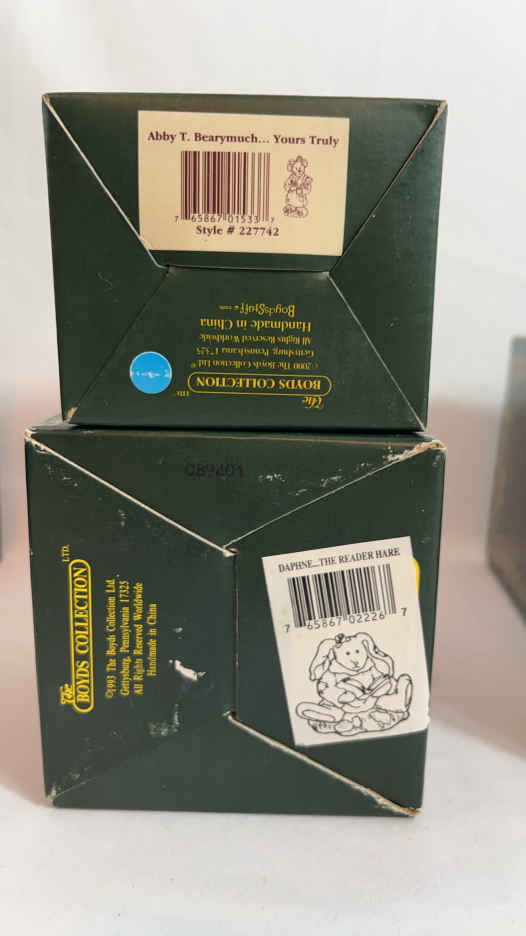 Abby T. Bearymuch... Yours Truly
7 65867 01533 7
Style # 227742
The
BOYDS COLLECTION
LTD.
©2000 The Boyds Collection Ltd.®
Gettysburg, Pennsylvania 17325
All Rights Reserved Worldwide
Handmade in China
BoydsStuff.com
089401
The
BOYDS COLLECTION
LTD.
©1993 The Boyds Collection Ltd.
Gettysburg, Pennsylvania 17325
All Rights Reserved Worldwide
Handmade in China
DAPHNE...THE READER HARE
7 65867 02226 7